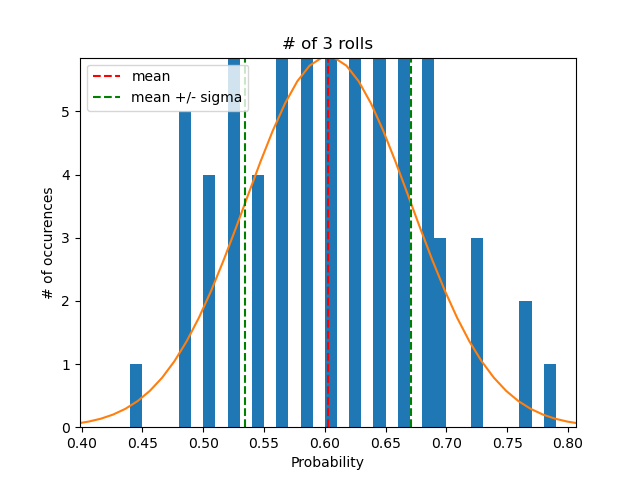 # of 3 rolls
mean
mean +/- sigma
# of occurences
5
4
3
2
1
0
0.40 0.45 0.50 0.55 0.60 0.65 0.70 0.75 0.80
Probability